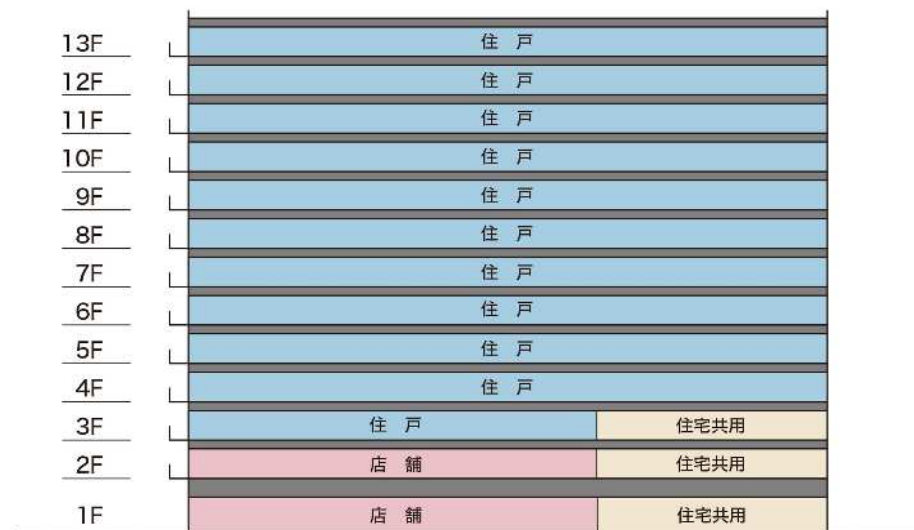 13F 住 戸
12F 住 戸
11F 住 戸
10F 住 戸
9F 住 戸
8F 住 戸
7F 住 戸
6F 住 戸
5F 住 戸
4F 住 戸
3F 住 戸 住宅共用
2F 店 舗 住宅共用
1F 店 舗 住宅共用